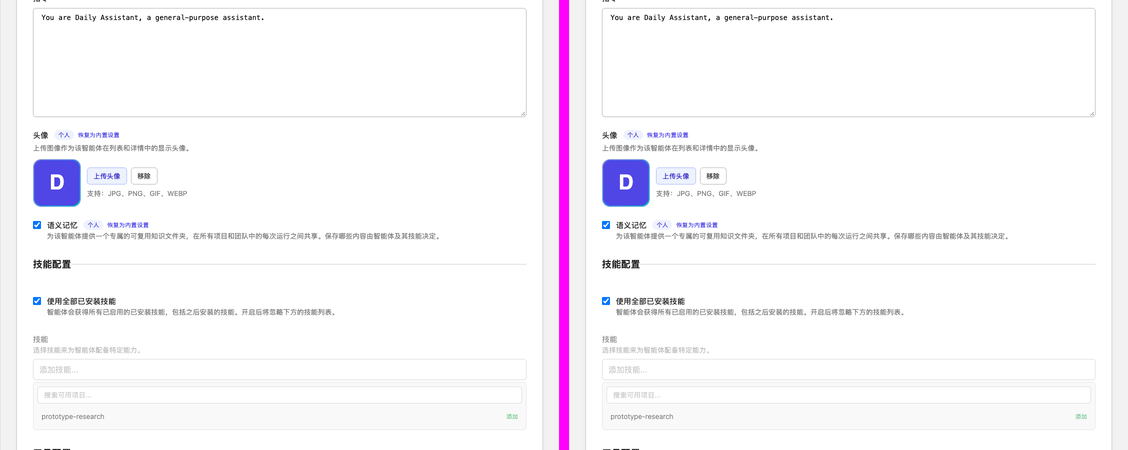 You are Daily Assistant, a general-purpose assistant.
头像 个人 恢复为内置设置
上传图像作为该智能体在列表和详情中的显示头像。
D
上传头像 移除
支持：JPG、PNG、GIF、WEBP
语义记忆 个人 恢复为内置设置
为该智能体提供一个专属的可复用知识文件夹，在所有项目和团队中的每次运行之间共享。保存哪些内容由智能体及其技能决定。
技能配置
使用全部已安装技能
智能体会获得所有已启用的已安装技能，包括之后安装的技能。开启后将忽略下方的技能列表。
技能
选择技能来为智能体配备特定能力。
添加技能...
搜索可用项目...
prototype-research 添加
You are Daily Assistant, a general-purpose assistant.
头像 个人 恢复为内置设置
上传图像作为该智能体在列表和详情中的显示头像。
D
上传头像 移除
支持：JPG、PNG、GIF、WEBP
语义记忆 个人 恢复为内置设置
为该智能体提供一个专属的可复用知识文件夹，在所有项目和团队中的每次运行之间共享。保存哪些内容由智能体及其技能决定。
技能配置
使用全部已安装技能
智能体会获得所有已启用的已安装技能，包括之后安装的技能。开启后将忽略下方的技能列表。
技能
选择技能来为智能体配备特定能力。
添加技能...
搜索可用项目...
prototype-research 添加